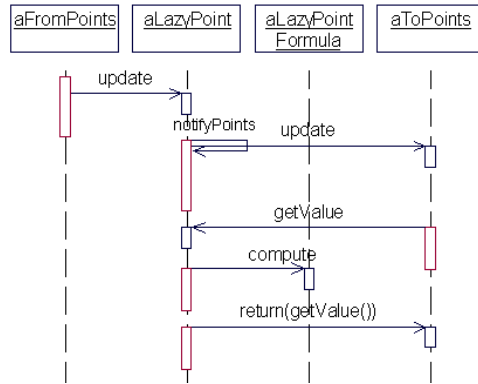 aFromPoints
aLazyPoint
aLazyPoint
Formula
aToPoints
update
notifyPoints
update
getValue
compute
return(getValue())